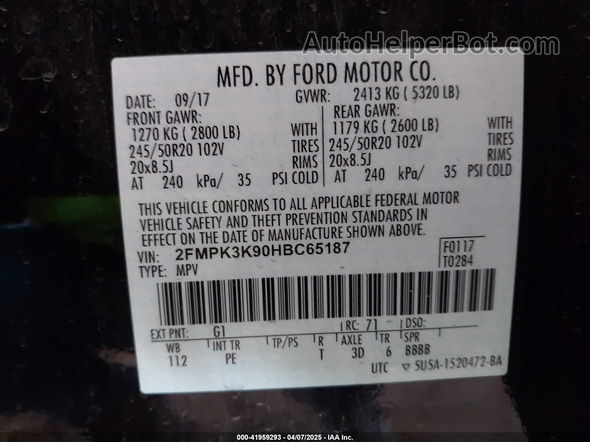 AutoHelperBot.com
MFD. BY FORD MOTOR CO.
DATE: 09/17 GVWR: 2413 KG ( 5320 LB)
FRONT GAWR: REAR GAWR:
1270 KG ( 2800 LB) WITH 1179 KG ( 2600 LB) WITH
245/50R20 102V TIRES 245/50R20 102V TIRES
20x8.5J RIMS 20x8.5J RIMS
AT 240 kPa/ 35 PSI COLD AT 240 kPa/ 35 PSI COLD
THIS VEHICLE CONFORMS TO ALL APPLICABLE FEDERAL MOTOR
VEHICLE SAFETY AND THEFT PREVENTION STANDARDS IN
EFFECT ON THE DATE OF MANUFACTURE SHOWN ABOVE.
VIN: 2FMPK3K90HBC65187 F0117
TYPE: MPV T0284
EXT PNT: G1 RC: 71 DSO:
WB INT TR TP/PS R AXLE TR SPR
112 PE T 3D 6 BBBB
UTC SU5A-1520472-BA
000-41959293 - 04/07/2025 - IAA Inc.